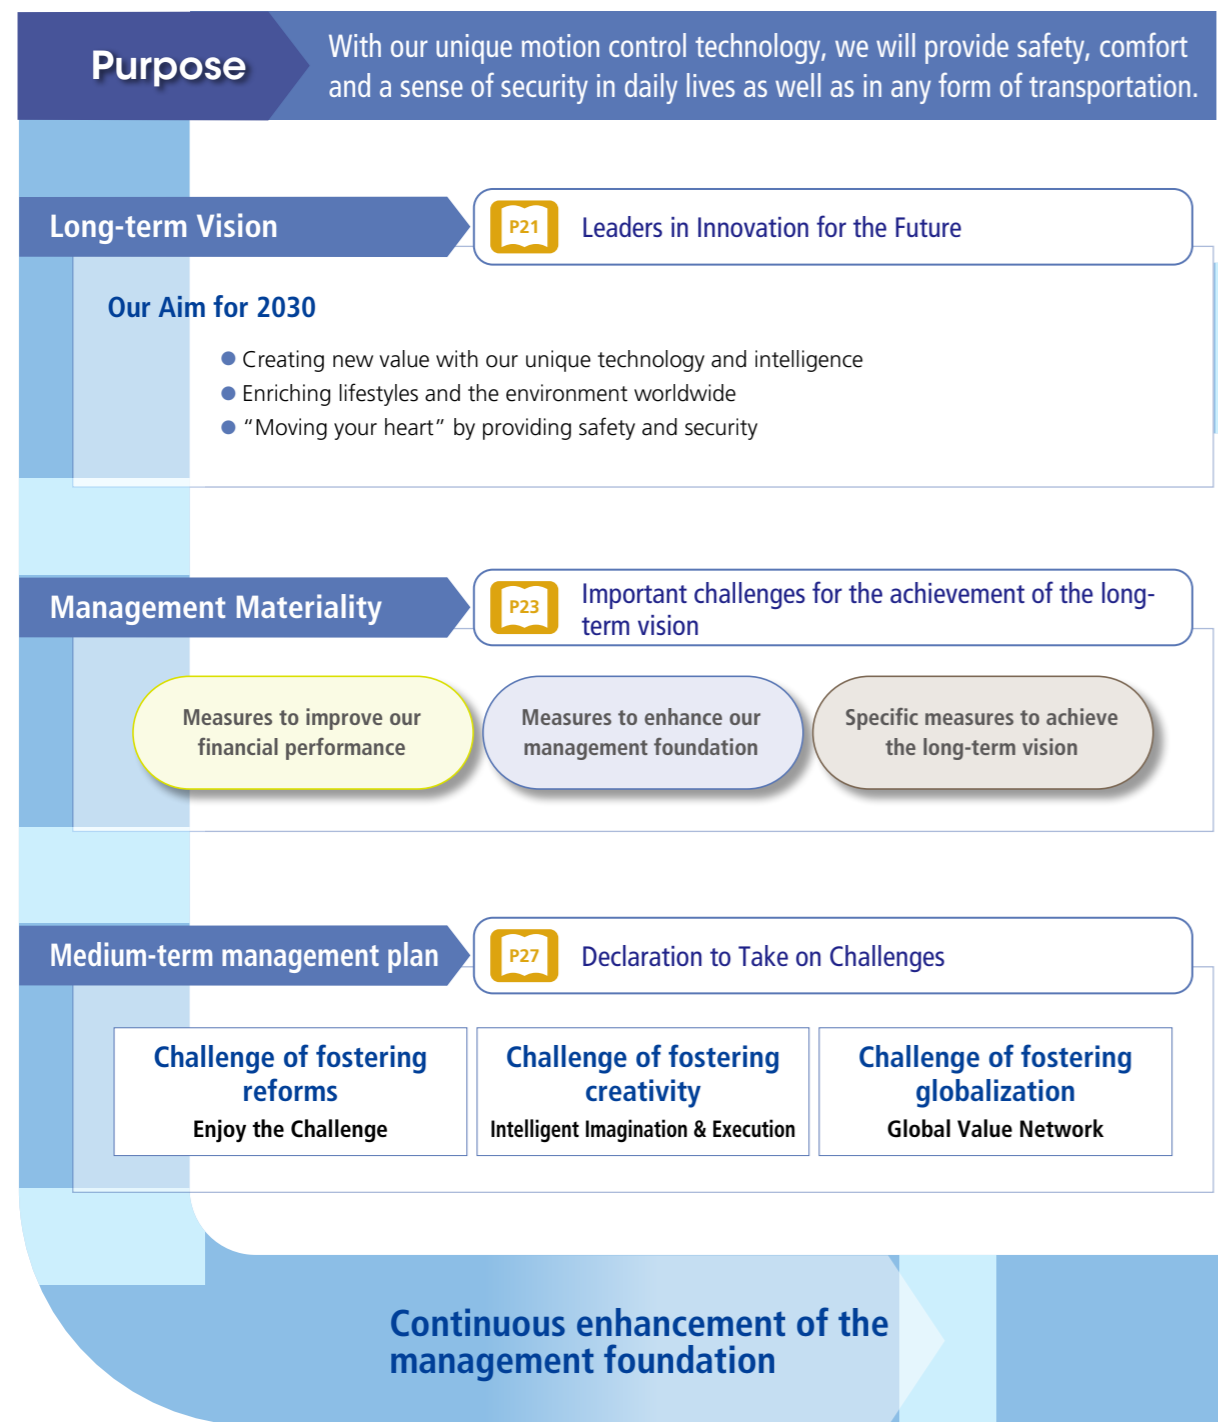 Purpose
With our unique motion control technology, we will provide safety, comfort
and a sense of security in daily lives as well as in any form of transportation.
Long-term Vision
P21
Leaders in Innovation for the Future
Our Aim for 2030
● Creating new value with our unique technology and intelligence
● Enriching lifestyles and the environment worldwide
● “Moving your heart” by providing safety and security
Management Materiality
P23
Important challenges for the achievement of the long-
term vision
Measures to improve our
financial performance
Measures to enhance our
management foundation
Specific measures to achieve
the long-term vision
Medium-term management plan
P27
Declaration to Take on Challenges
Challenge of fostering
reforms
Enjoy the Challenge
Challenge of fostering
creativity
Intelligent Imagination & Execution
Challenge of fostering
globalization
Global Value Network
Continuous enhancement of the
management foundation